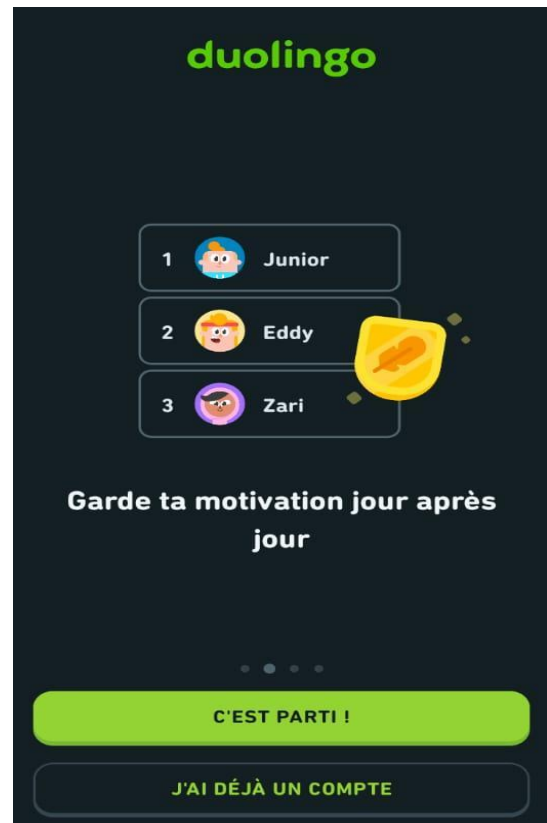 duolingo
1 Junior
2 Eddy
3 Zari
Garde ta motivation jour après
jour
C'EST PARTI !
J'AI DÉJÀ UN COMPTE